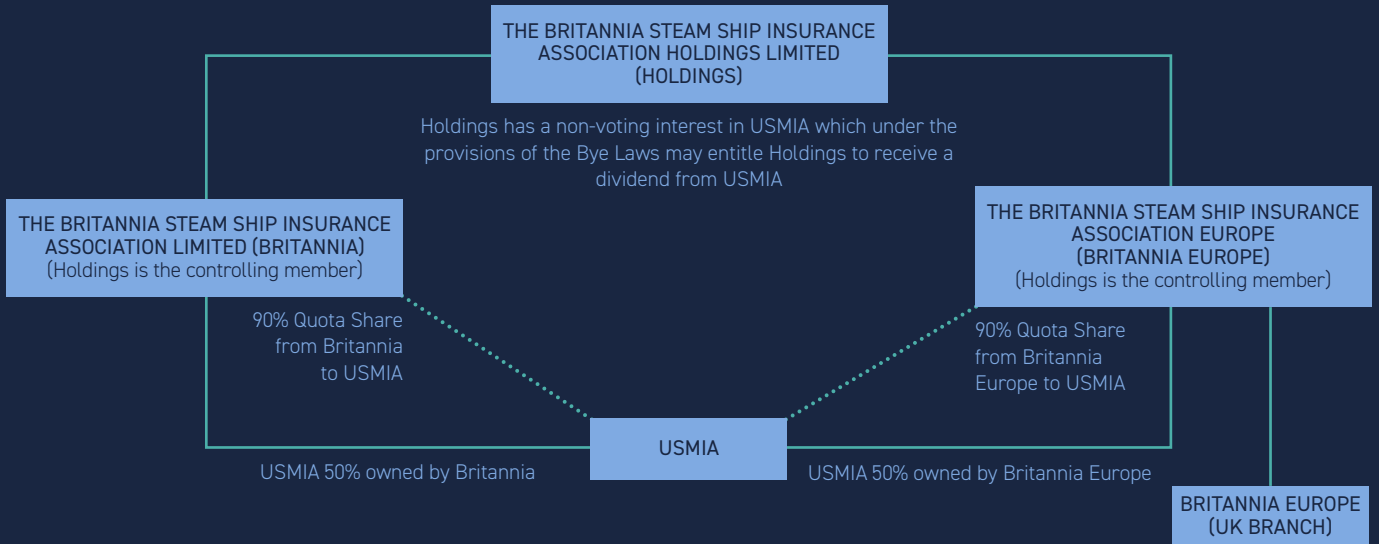 THE BRITANNIA STEAM SHIP INSURANCE
ASSOCIATION HOLDINGS LIMITED
(HOLDINGS)
Holdings has a non-voting interest in USMIA which under the
provisions of the Bye Laws may entitle Holdings to receive a
dividend from USMIA
THE BRITANNIA STEAM SHIP INSURANCE
ASSOCIATION LIMITED (BRITANNIA)
(Holdings is the controlling member)
THE BRITANNIA STEAM SHIP INSURANCE
ASSOCIATION EUROPE
(BRITANNIA EUROPE)
(Holdings is the controlling member)
90% Quota Share
from Britannia
to USMIA
90% Quota Share
from Britannia
Europe to USMIA
USMIA
USMIA 50% owned by Britannia
USMIA 50% owned by Britannia Europe
BRITANNIA EUROPE
(UK BRANCH)